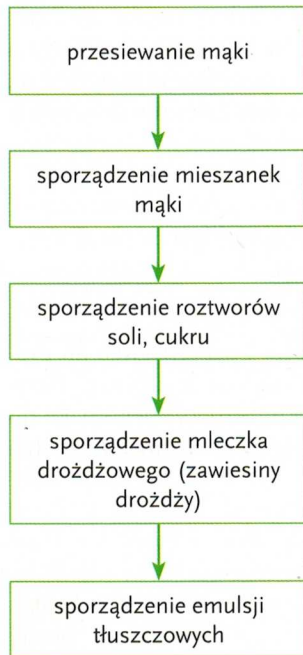 przesiewanie mąki
sporządzenie mieszanek
mąki
sporządzenie roztworów
soli, cukru
sporządzenie mleczka
drożdżowego (zawiesiny
drożdży)
sporządzenie emulsji
tłuszczowych